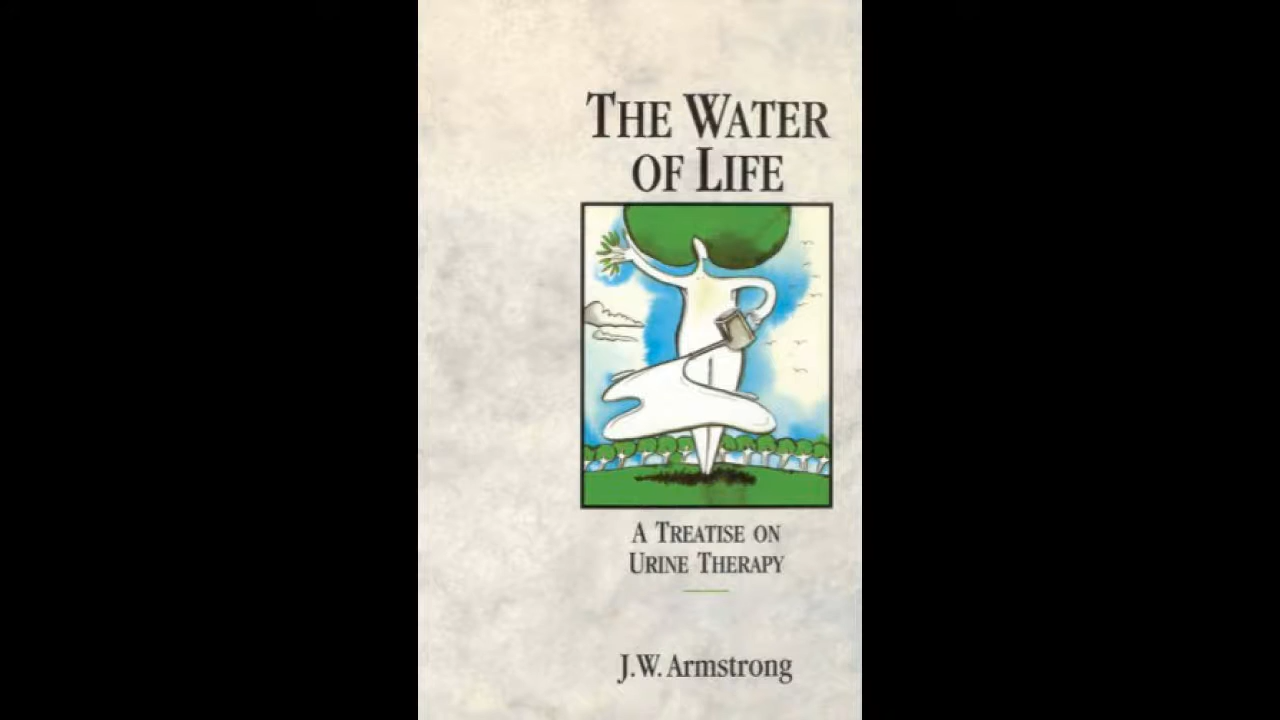 THE WATER
OF LIFE
A TREATISE ON
URINE THERAPY
J.W. Armstrong